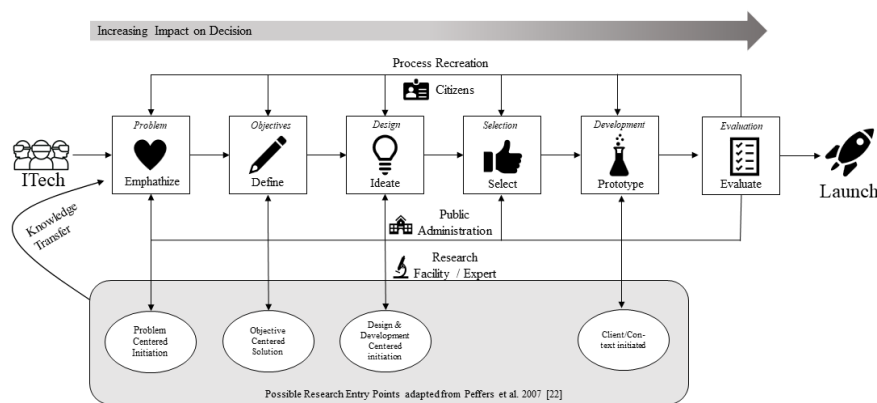 Increasing Impact on Decision
Process Recreation
Citizens
Problem
Objectives
Design
Selection
Development
Evaluation
ITech
Emphathize
Define
Ideate
Select
Prototype
Evaluate
Launch
Knowledge
Transfer
Public
Administration
Research
Facility / Expert
Problem
Centered
Initiation
Objective
Centered
Solution
Design &
Development
Centered
initiation
Client/Con-
text initiated
Possible Research Entry Points adapted from Peffers et al. 2007 [22]